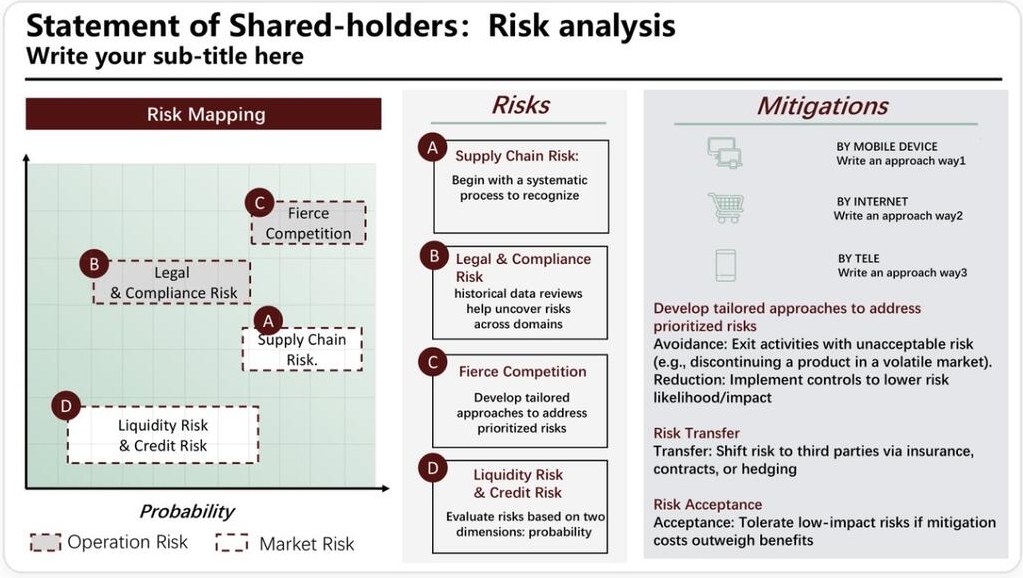 Statement of Shared-holders: Risk analysis
Write your sub-title here
Risk Mapping
C
Fierce
Competition
B
Legal
& Compliance Risk
A
Supply Chain
Risk.
D
Liquidity Risk
& Credit Risk
Probability
Operation Risk
Market Risk
Risks
A
Supply Chain Risk:
Begin with a systematic
process to recognize
B
Legal & Compliance
Risk
historical data reviews
help uncover risks
across domains
C
Fierce Competition
Develop tailored
approaches to address
prioritized risks
D
Liquidity Risk
& Credit Risk
Evaluate risks based on two
dimensions: probability
Mitigations
BY MOBILE DEVICE
Write an approach way1
BY INTERNET
Write an approach way2
BY TELE
Write an approach way3
Develop tailored approaches to address
prioritized risks
Avoidance: Exit activities with unacceptable risk
(e.g., discontinuing a product in a volatile market).
Reduction: Implement controls to lower risk
likelihood/impact
Risk Transfer
Transfer: Shift risk to third parties via insurance,
contracts, or hedging
Risk Acceptance
Acceptance: Tolerate low-impact risks if mitigation
costs outweigh benefits